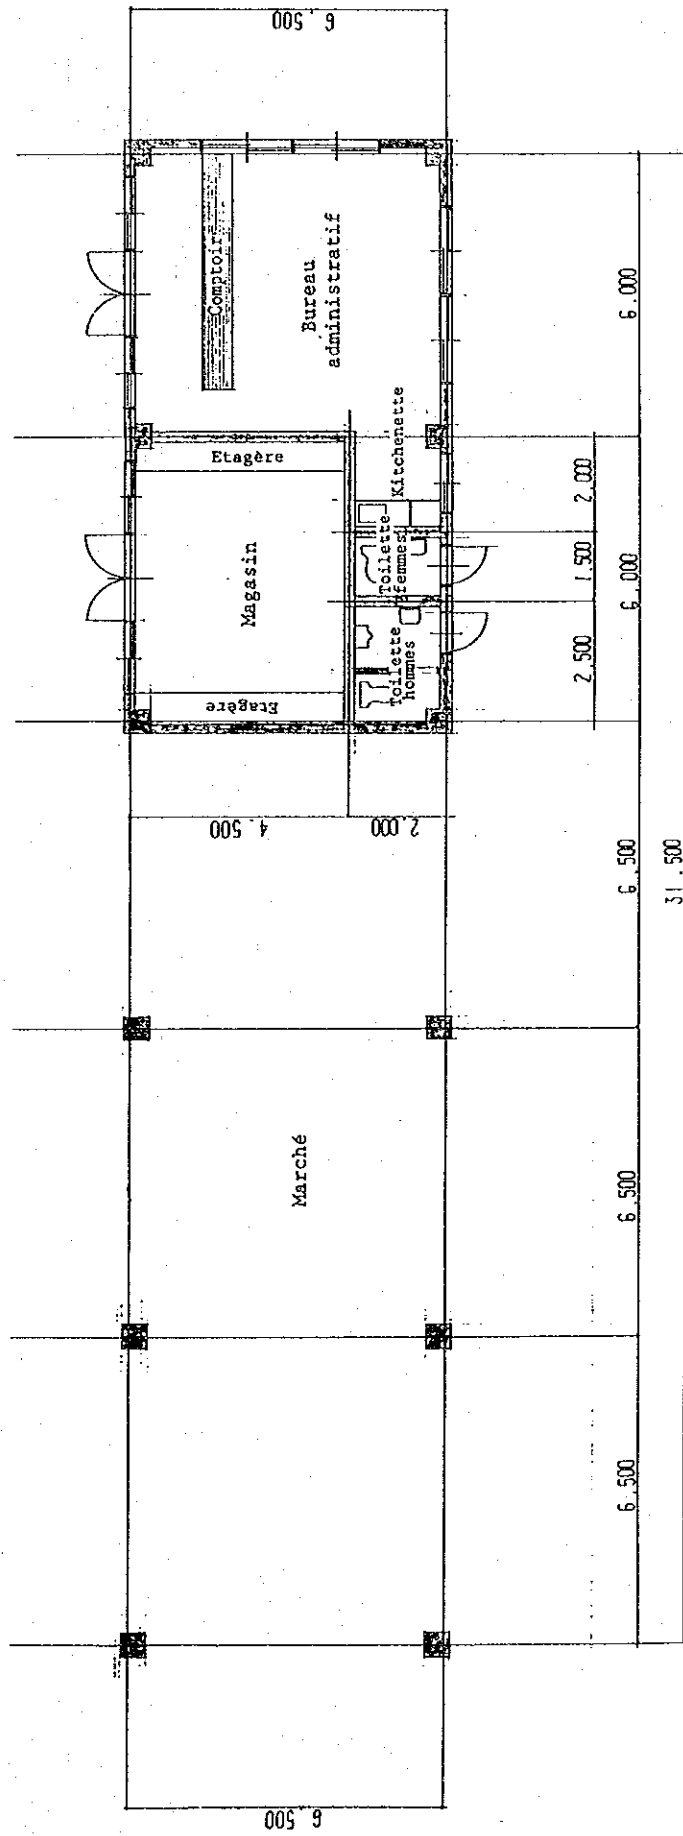 6.500
Comptoir
Bureau
administratif
6.000
Etagère
Kitchenette
2.000
Magasin
Toilette
femmes
1.500
6.000
Toilette
hommes
2.500
Etagère
4.500
2.000
6.500
31.500
Marché
6.500
6.500
6.500